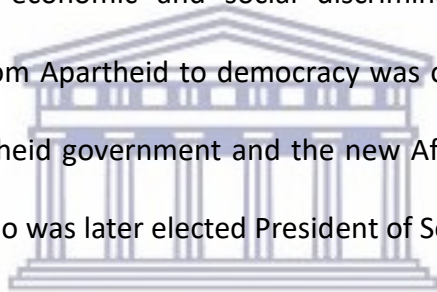 economic and social discrimin
om Apartheid to democracy was
heid government and the new Af
o was later elected President of S